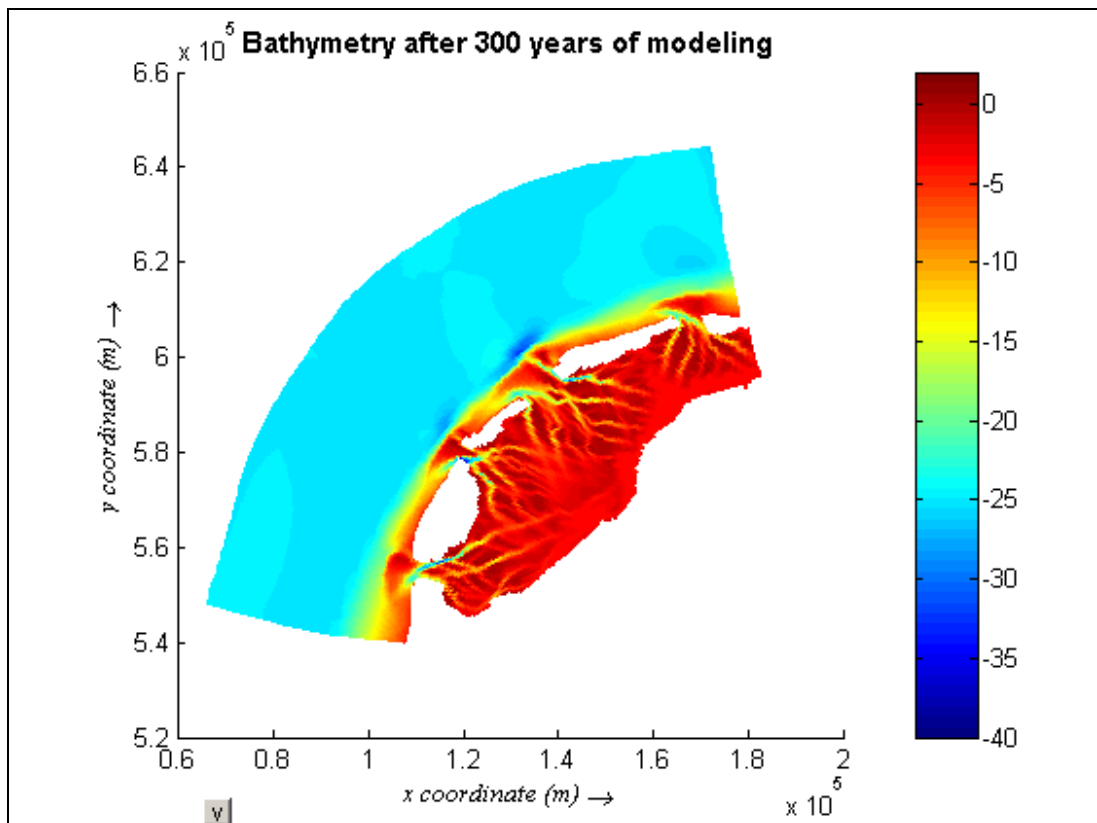 x 10^5 Bathymetry after 300 years of modeling
6.6
6.4
6.2
6
5.8
5.6
5.4
5.2
y coordinate (m) →
0.6 0.8 1 1.2 1.4 1.6 1.8 2
x coordinate (m) →
x 10^5
0
-5
-10
-15
-20
-25
-30
-35
-40
v